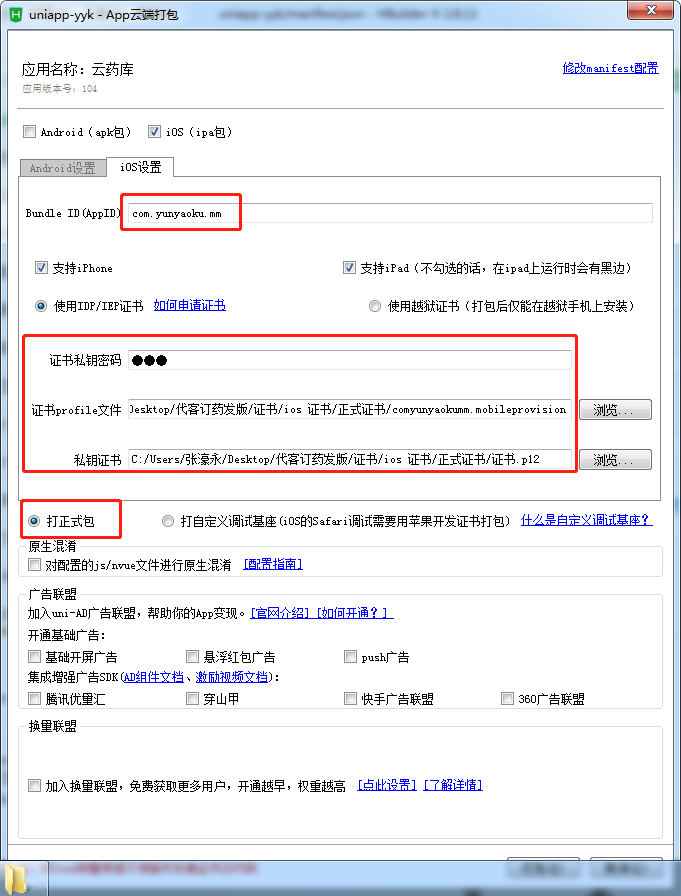 uniapp-yyk - App云端打包
应用名称：云药库 修改manifest配置
应用版本号：104
Android（apk包） iOS（ipa包）
Android设置 iOS设置
Bundle ID(AppID) com.yunyaoku.mm
支持iPhone 支持iPad（不勾选的话，在ipad上运行时会有黑边）
使用IDP/IEP证书 如何申请证书 使用越狱证书（打包后仅能在越狱手机上安装）
证书私钥密码 ●●●
证书profile文件 Desktop/代客订药发版/证书/ios 证书/正式证书/comyunyaokumm.mobileprovision 浏览...
私钥证书 C:/Users/张濠永/Desktop/代客订药发版/证书/ios 证书/正式证书/证书.p12 浏览...
打正式包 打自定义调试基座(iOS的Safari调试需要用苹果开发证书打包) 什么是自定义调试基座？
原生混淆
对配置的js/nvue文件进行原生混淆 [配置指南]
广告联盟
加入uni-AD广告联盟，帮助你的App变现。[官网介绍] [如何开通？]
开通基础广告：
基础开屏广告 悬浮红包广告 push广告
集成增强广告SDK(AD组件文档、激励视频文档)：
腾讯优量汇 穿山甲 快手广告联盟 360广告联盟
换量联盟
加入换量联盟，免费获取更多用户，开通越早，权重越高 [点此设置] [了解详情]